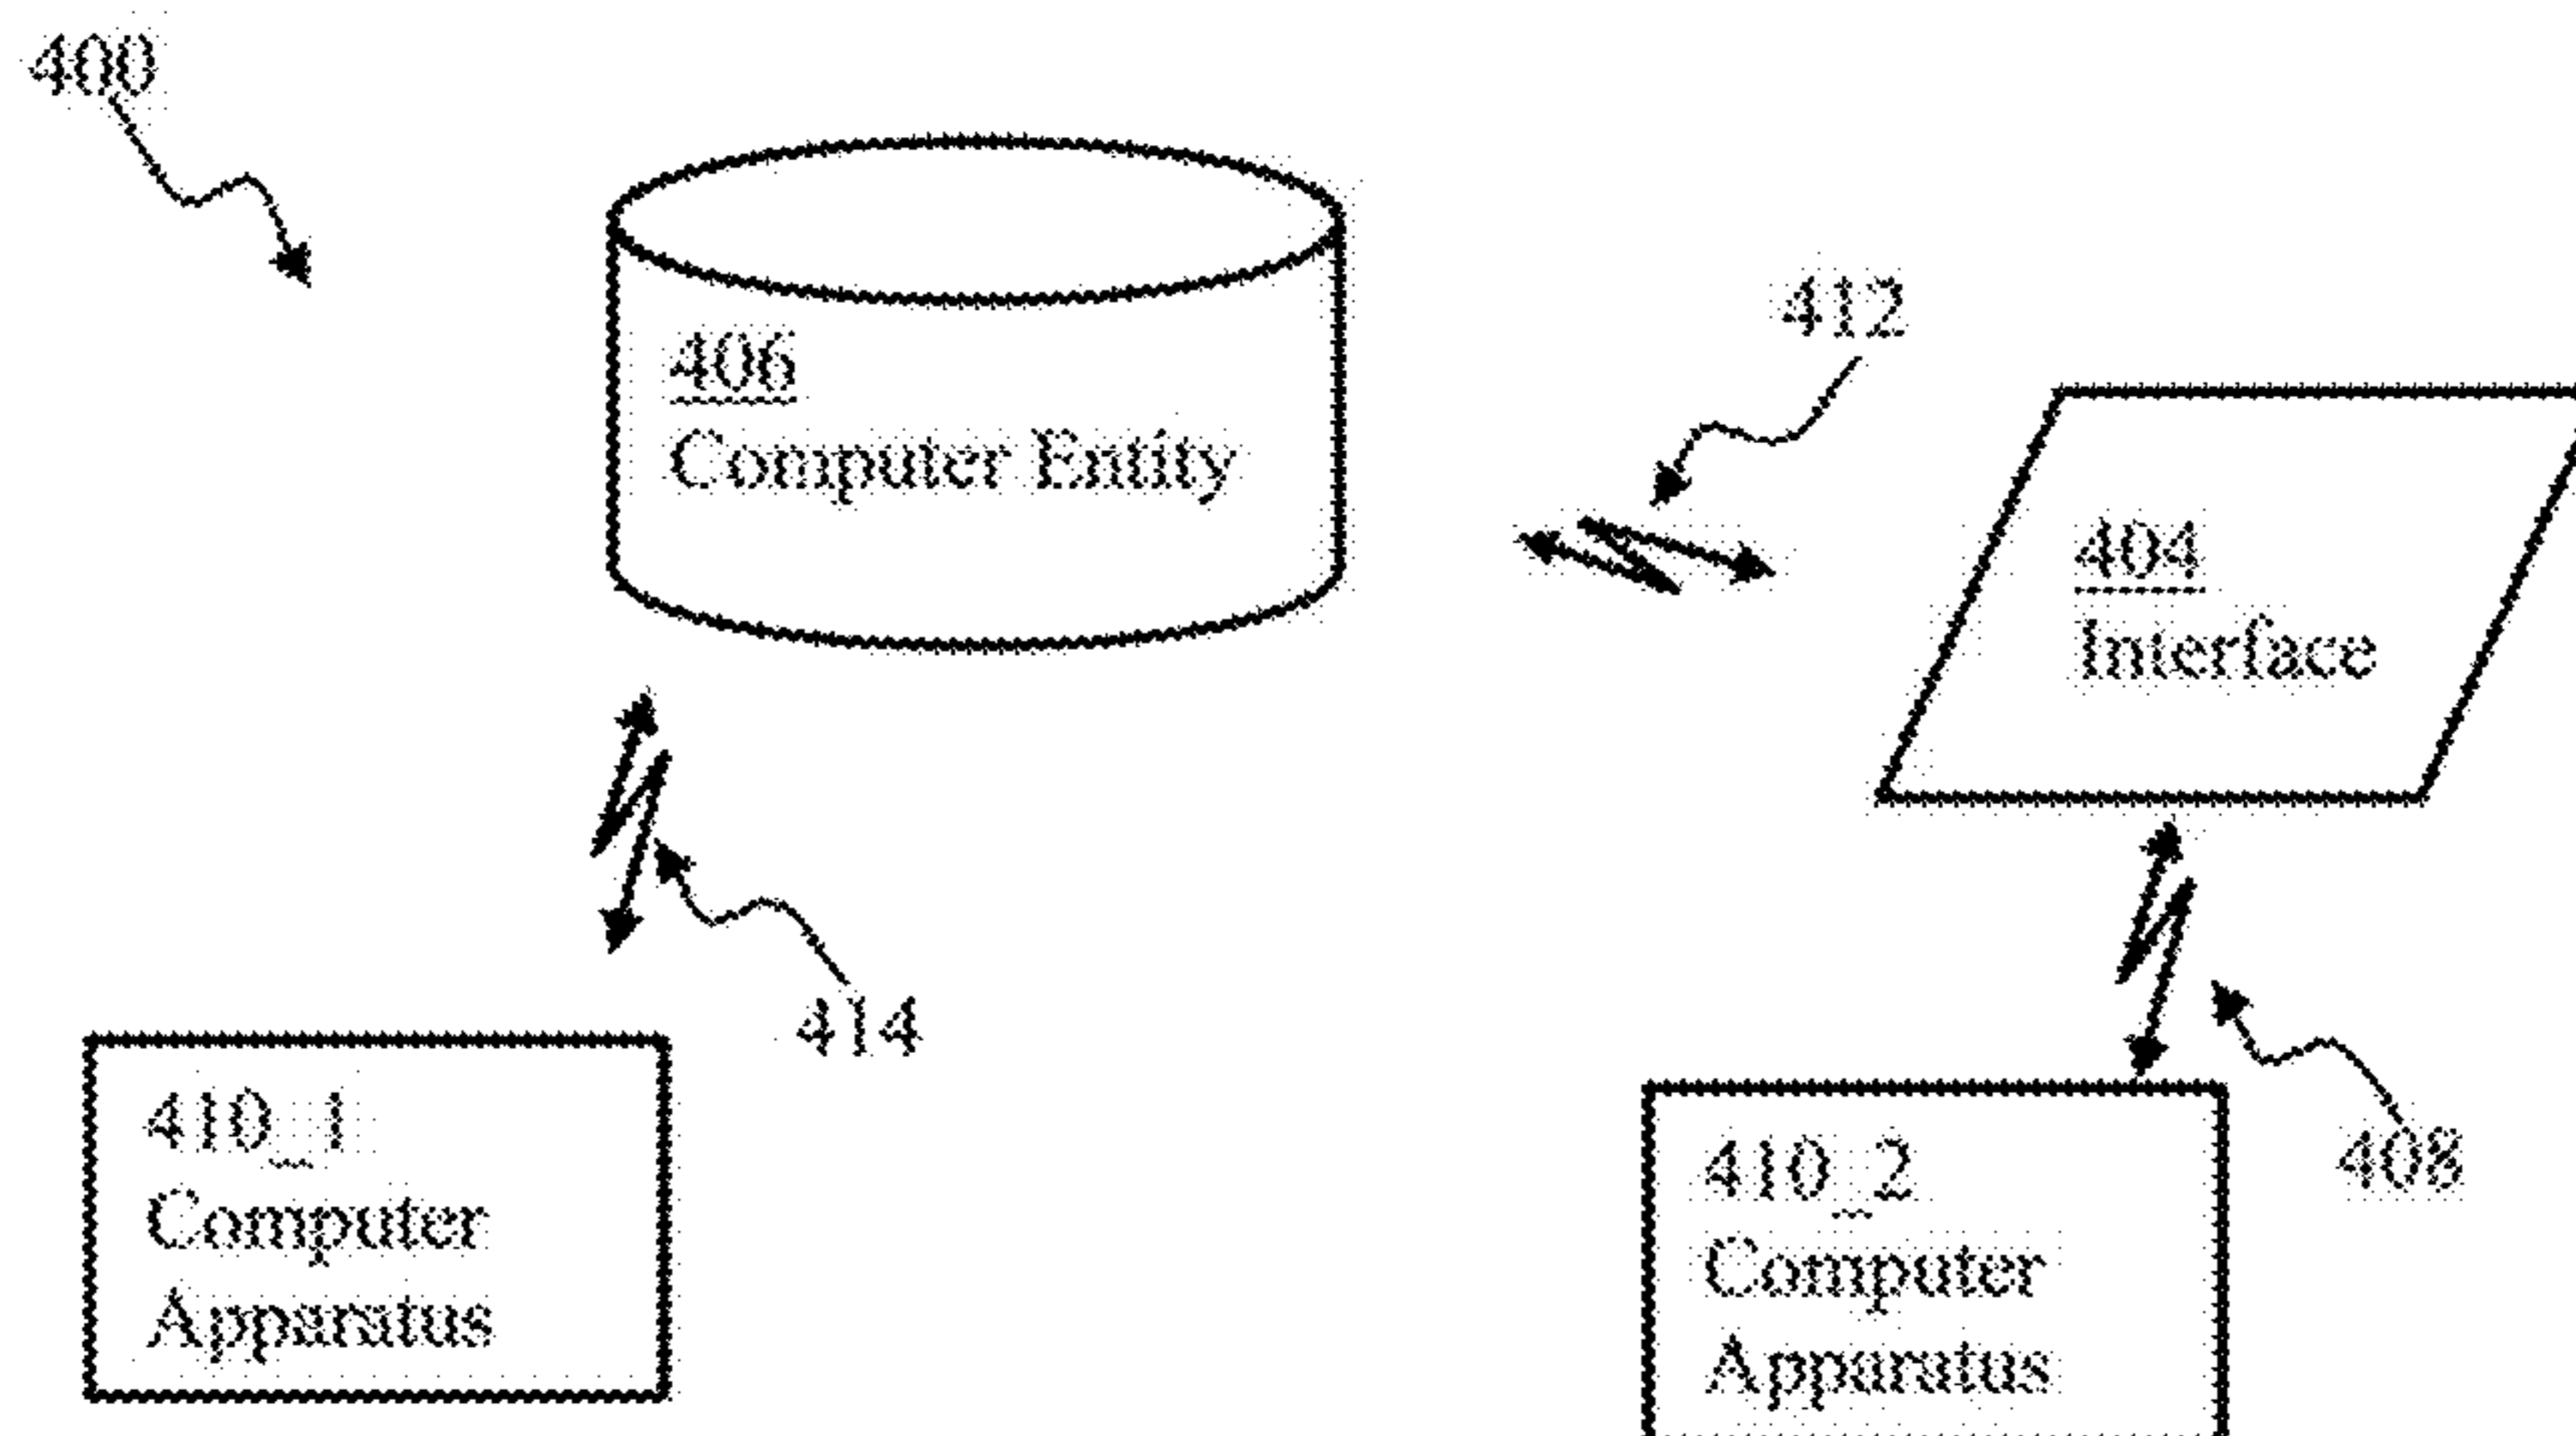 400
406
Computer Entity
412
404
Interface
414
408
410_1
Computer
Apparatus
410_2
Computer
Apparatus